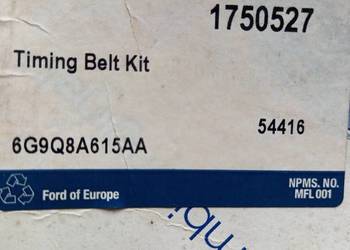 1750527
Timing Belt Kit
54416
6G9Q8A615AA
Ford of Europe
NPMS. NO.
MFL 001